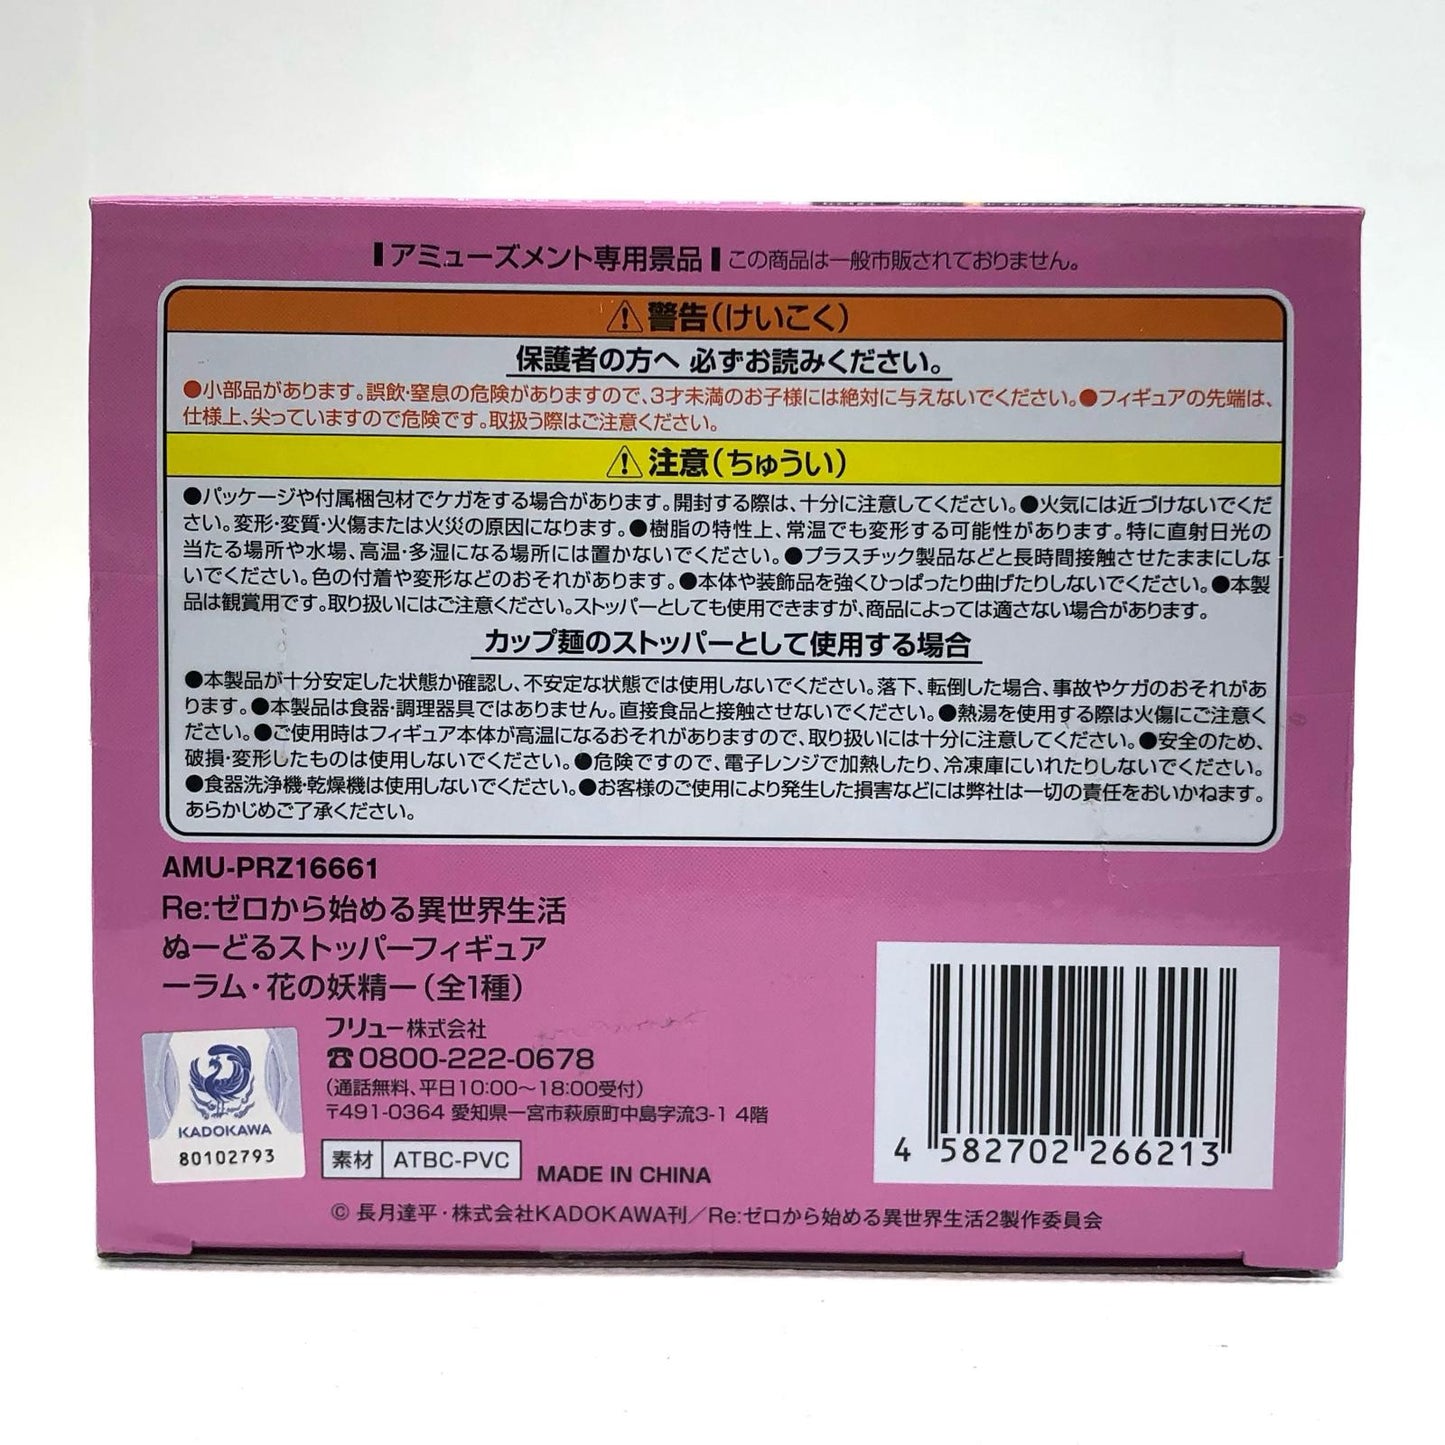 アミューズメント専用景品 この商品は一般市販されておりません。
⚠警告(けいこく)
保護者の方へ 必ずお読みください。
●小部品があります。誤飲・窒息の危険がありますので、3才未満のお子様には絶対に与えないでください。●フィギュアの先端は、
仕様上、尖っていますので危険です。取扱う際はご注意ください。
⚠注意(ちゅうい)
●パッケージや付属梱包材でケガをする場合があります。開封する際は、十分に注意してください。●火気には近づけないでくだ
さい。変形・変質・火傷または火災の原因になります。●樹脂の特性上、常温でも変形する可能性があります。特に直射日光の
当たる場所や水場、高温・多湿になる場所には置かないでください。●プラスチック製品などと長時間接触させたままにしな
いでください。色の付着や変形などのおそれがあります。●本体や装飾品を強くひっぱったり曲げたりしないでください。●本製
品は観賞用です。取り扱いにはご注意ください。ストッパーとしても使用できますが、商品によっては適さない場合があります。
カップ麺のストッパーとして使用する場合
●本製品が十分安定した状態か確認し、不安定な状態では使用しないでください。落下、転倒した場合、事故やケガのおそれがあ
ります。●本製品は食器・調理器具ではありません。直接食品と接触させないでください。●熱湯を使用する際は火傷にご注意く
ださい。●ご使用時はフィギュア本体が高温になるおそれがありますので、取り扱いには十分に注意してください。●安全のため、
破損・変形したものは使用しないでください。●危険ですので、電子レンジで加熱したり、冷凍庫にいれたりしないでください。
●食器洗浄機・乾燥機は使用しないでください。●お客様のご使用により発生した損害などには弊社は一切の責任をおいかねます。
あらかじめご了承ください。
AMU-PRZ16661
Re:ゼロから始める異世界生活
ぬーどるストッパーフィギュア
ーラム・花の妖精ー(全1種)
フリュー株式会社
☎0800-222-0678
(通話無料、平日10:00〜18:00受付)
〒491-0364 愛知県一宮市萩原町中島字流3-1 4階
KADOKAWA
80102793
素材 ATBC-PVC MADE IN CHINA
4 582702 266213
© 長月達平・株式会社KADOKAWA刊/Re:ゼロから始める異世界生活2製作委員会